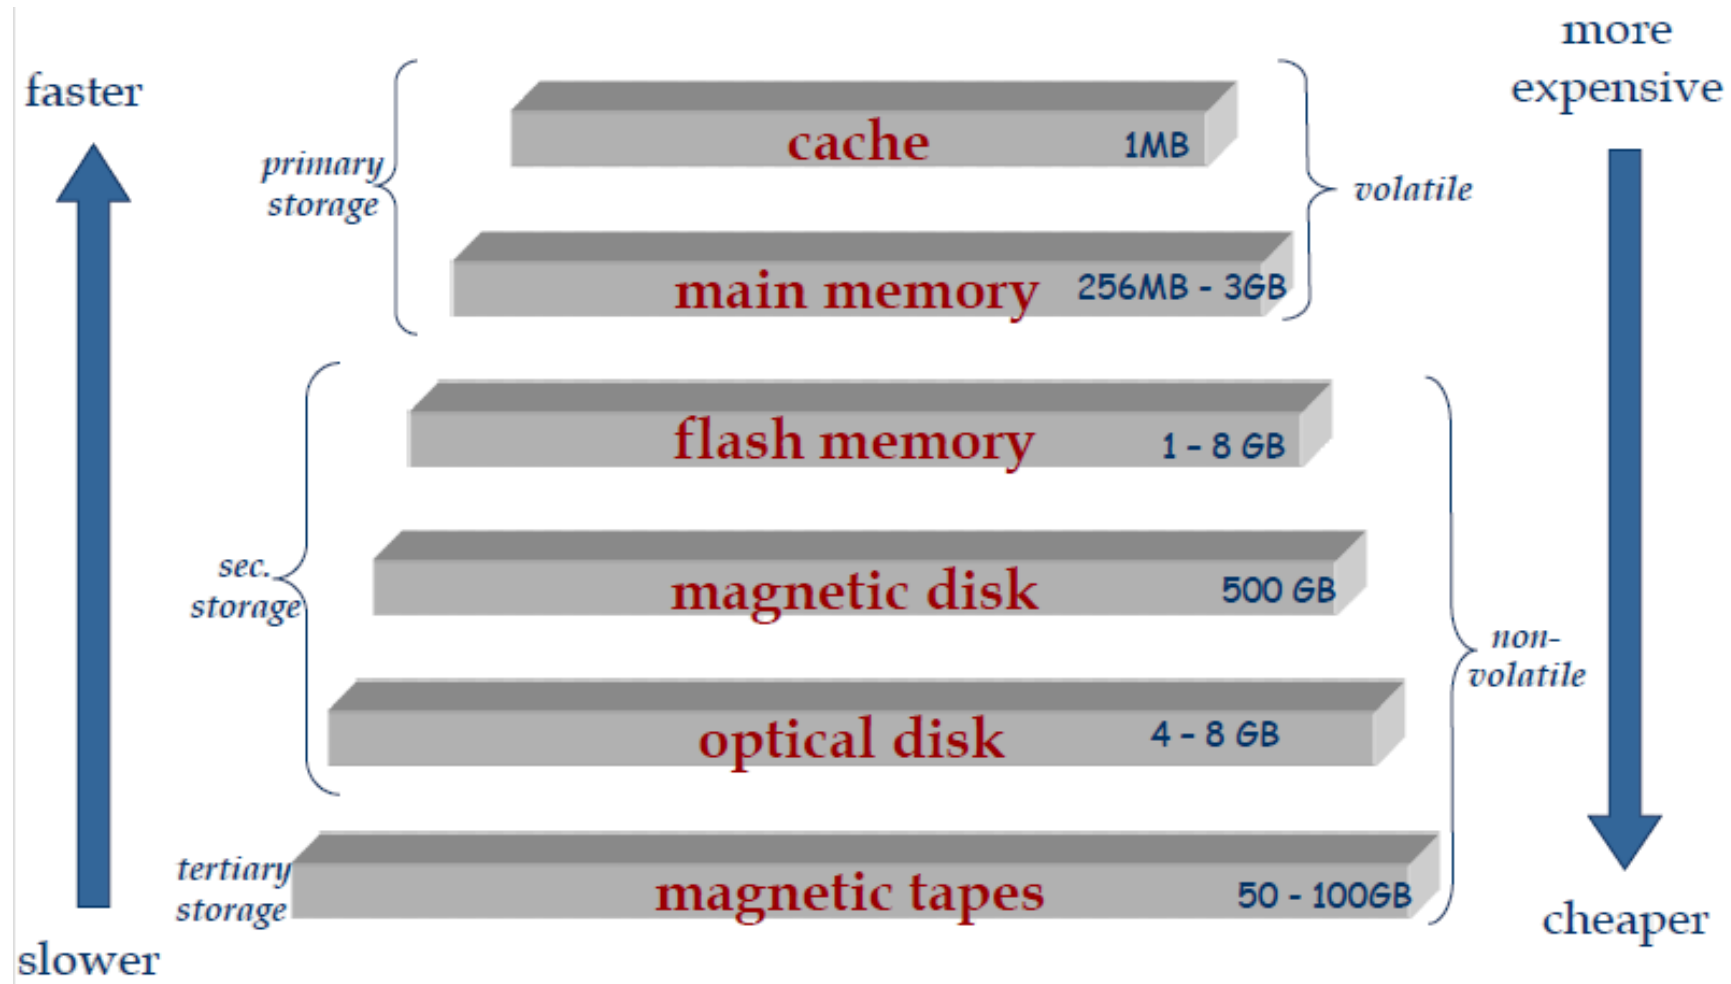 more
expensive
faster
cache 1MB
primary
storage
volatile
main memory 256MB - 3GB
flash memory 1 - 8 GB
sec.
storage
magnetic disk 500 GB
non-
volatile
optical disk 4 - 8 GB
tertiary
storage
magnetic tapes 50 - 100GB
cheaper
slower